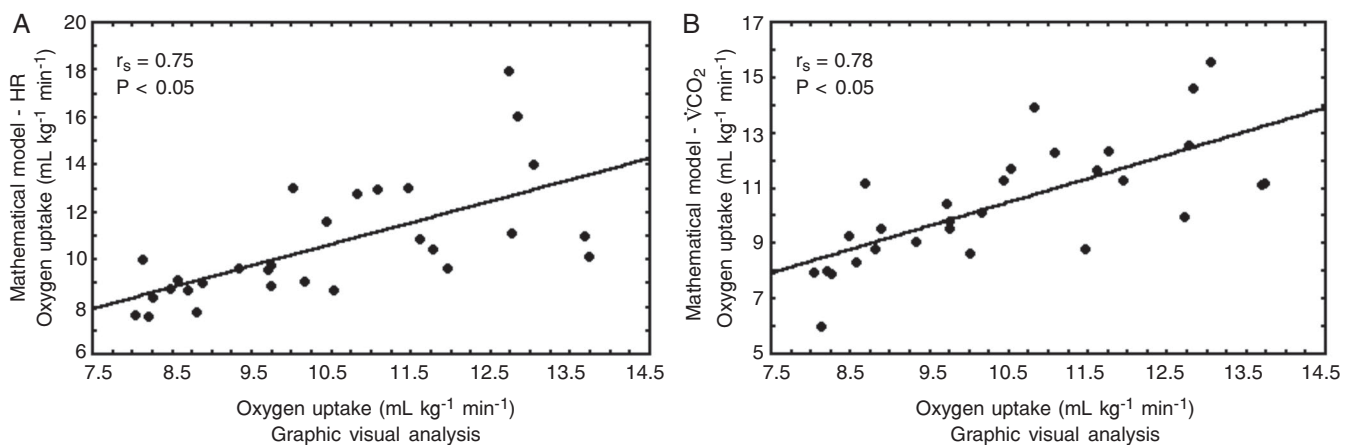 A
Mathematical model - HR
Oxygen uptake (mL kg⁻¹ min⁻¹)
20
18
16
14
12
10
8
6
rₛ = 0.75
P < 0.05
7.5 8.5 9.5 10.5 11.5 12.5 13.5 14.5
Oxygen uptake (mL kg⁻¹ min⁻¹)
Graphic visual analysis
B
Mathematical model - V̇CO₂
Oxygen uptake (mL kg⁻¹ min⁻¹)
17
15
13
11
9
7
5
rₛ = 0.78
P < 0.05
7.5 8.5 9.5 10.5 11.5 12.5 13.5 14.5
Oxygen uptake (mL kg⁻¹ min⁻¹)
Graphic visual analysis